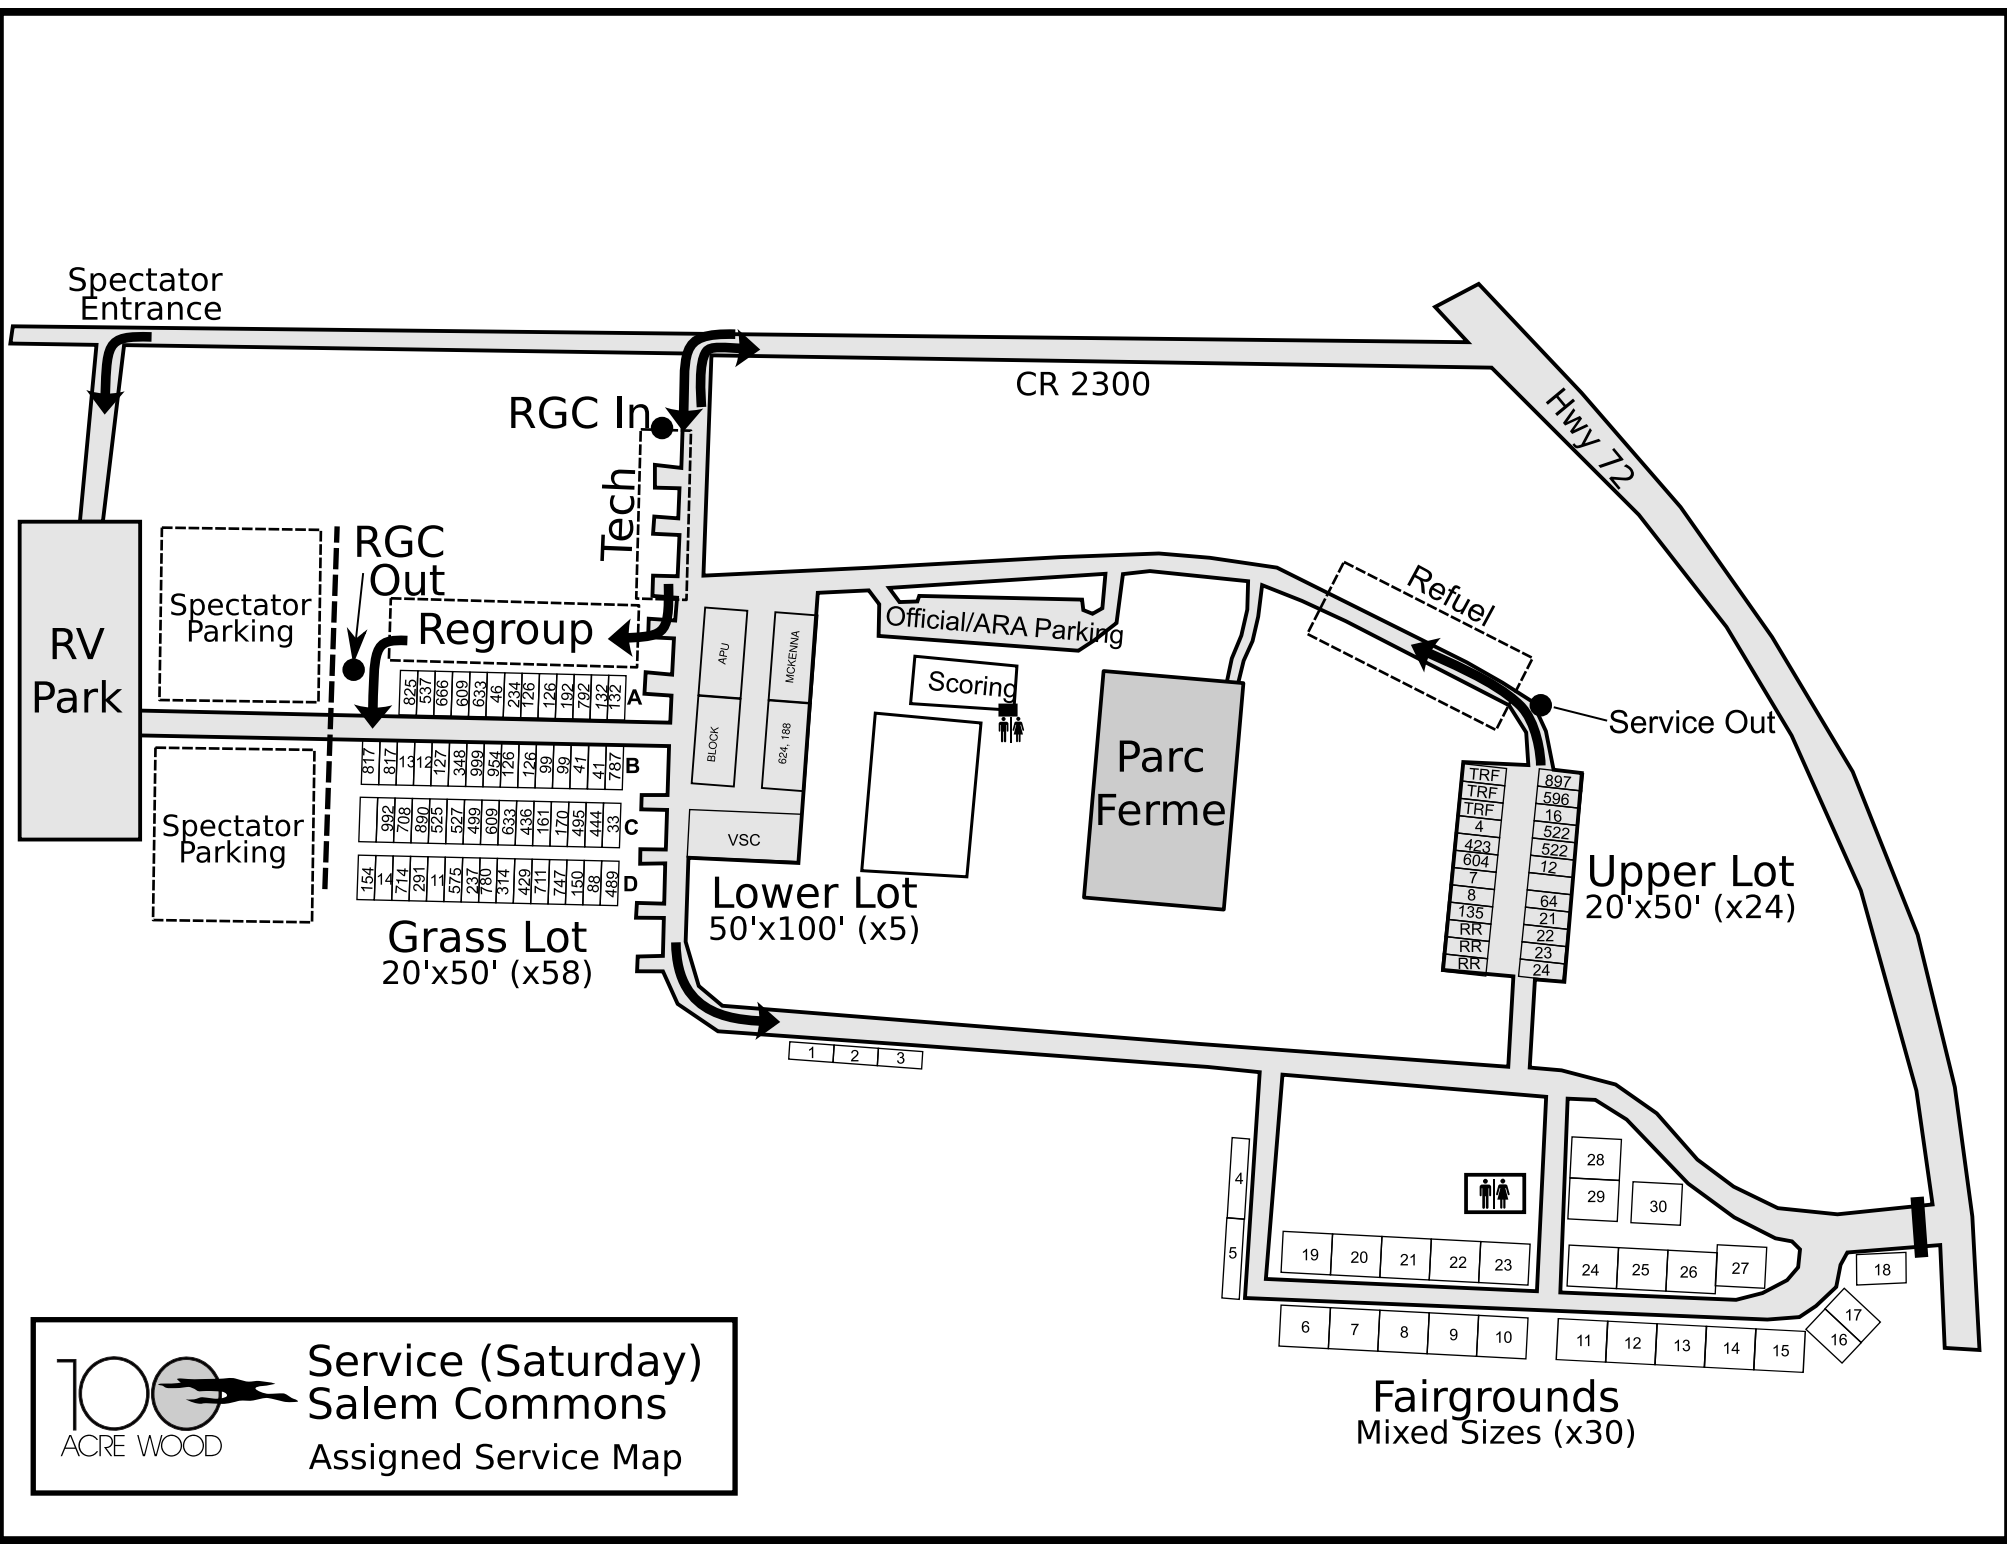 Spectator
Entrance
CR 2300
Hwy 72
RGC In
Tech
RGC
Out
Regroup
Spectator
Parking
RV
Park
Spectator
Parking
825 537 666 609 633 46 234 126 126 192 792 132 132 A
817 817 13 12 127 348 999 954 126 126 99 99 41 41 787 B
992 708 890 525 527 499 609 633 436 161 170 495 444 33 C
154 14 714 291 11 575 237 780 314 429 711 747 150 88 489 D
Grass Lot
20'x50' (x58)
APU
MCKENNA
BLOCK
624, 188
VSC
Lower Lot
50'x100' (x5)
Official/ARA Parking
Scoring
Parc
Ferme
Refuel
Service Out
TRF
TRF
TRF
4
423
604
7
8
135
RR
RR
RR
897
596
16
522
522
12
64
21
22
23
24
Upper Lot
20'x50' (x24)
1 2 3
4
5
28
29
30
19 20 21 22 23
24 25 26 27
18
17
16
6 7 8 9 10
11 12 13 14 15
Fairgrounds
Mixed Sizes (x30)
100
ACRE WOOD
Service (Saturday)
Salem Commons
Assigned Service Map